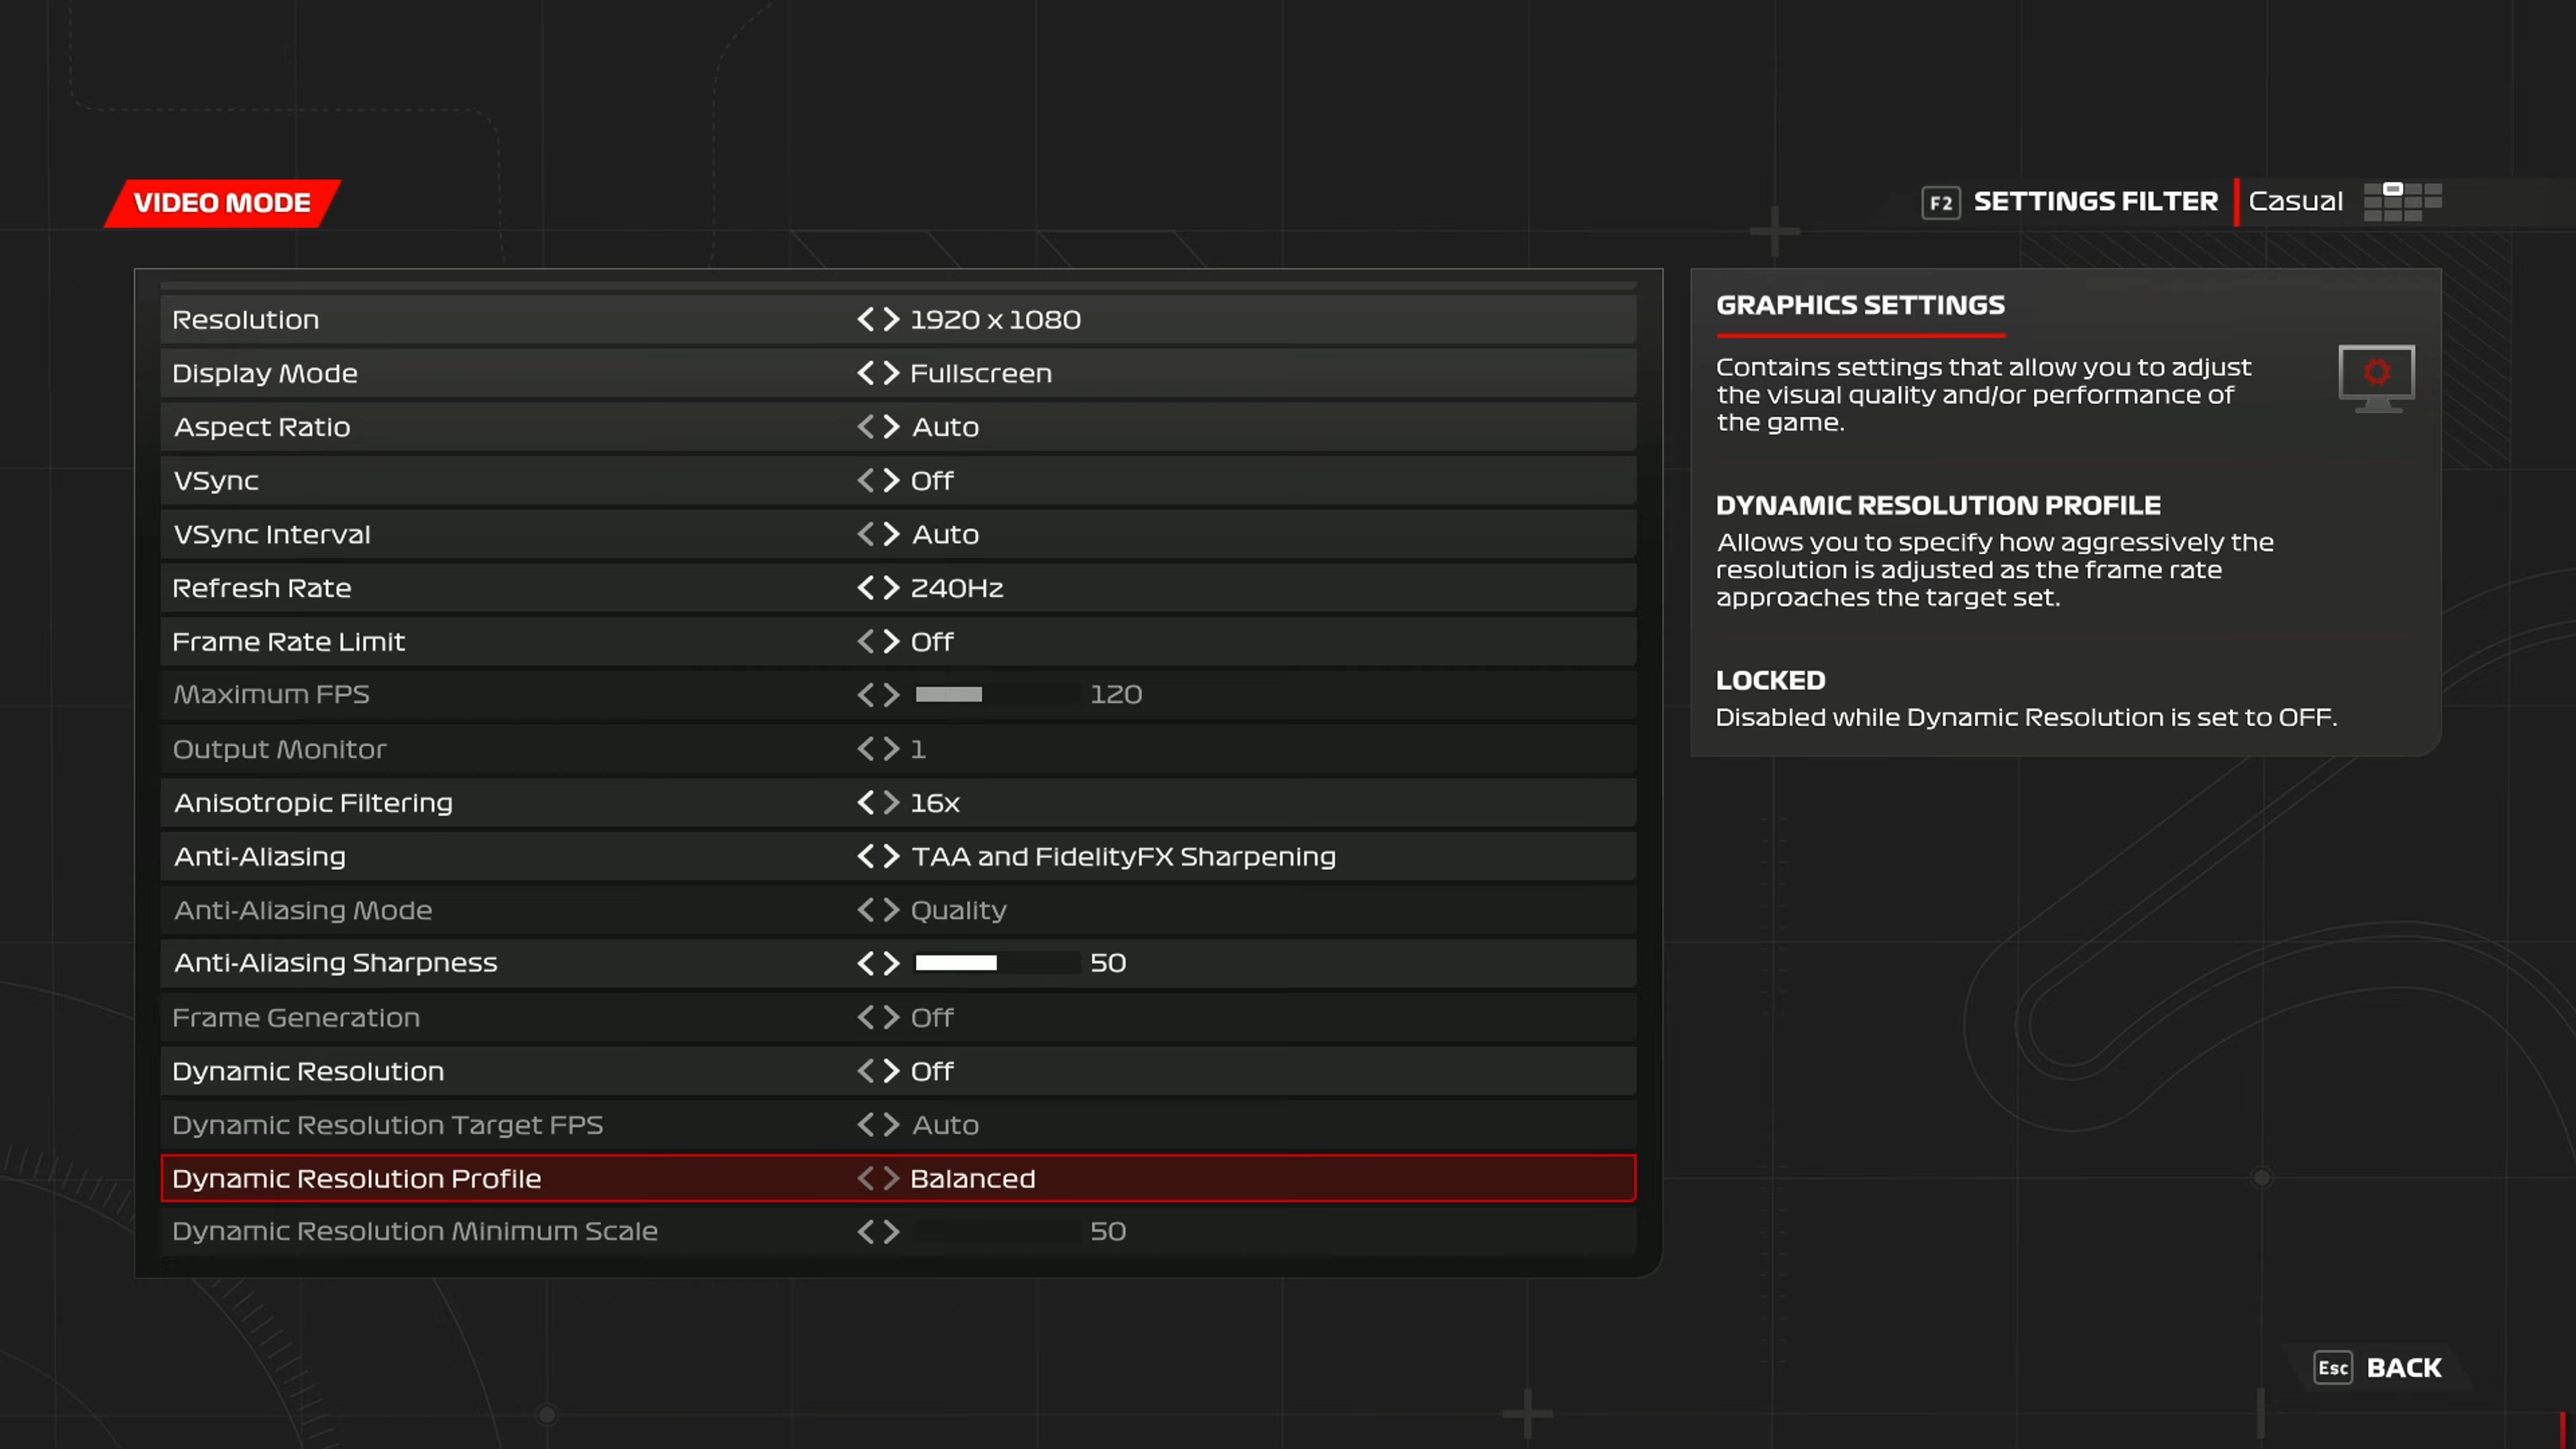 VIDEO MODE
F2 SETTINGS FILTER Casual
Resolution 1920 x 1080
Display Mode Fullscreen
Aspect Ratio Auto
VSync Off
VSync Interval Auto
Refresh Rate 240Hz
Frame Rate Limit Off
Maximum FPS 120
Output Monitor 1
Anisotropic Filtering 16x
Anti-Aliasing TAA and FidelityFX Sharpening
Anti-Aliasing Mode Quality
Anti-Aliasing Sharpness 50
Frame Generation Off
Dynamic Resolution Off
Dynamic Resolution Target FPS Auto
Dynamic Resolution Profile Balanced
Dynamic Resolution Minimum Scale 50
GRAPHICS SETTINGS
Contains settings that allow you to adjust
the visual quality and/or performance of
the game.
DYNAMIC RESOLUTION PROFILE
Allows you to specify how aggressively the
resolution is adjusted as the frame rate
approaches the target set.
LOCKED
Disabled while Dynamic Resolution is set to OFF.
Esc BACK